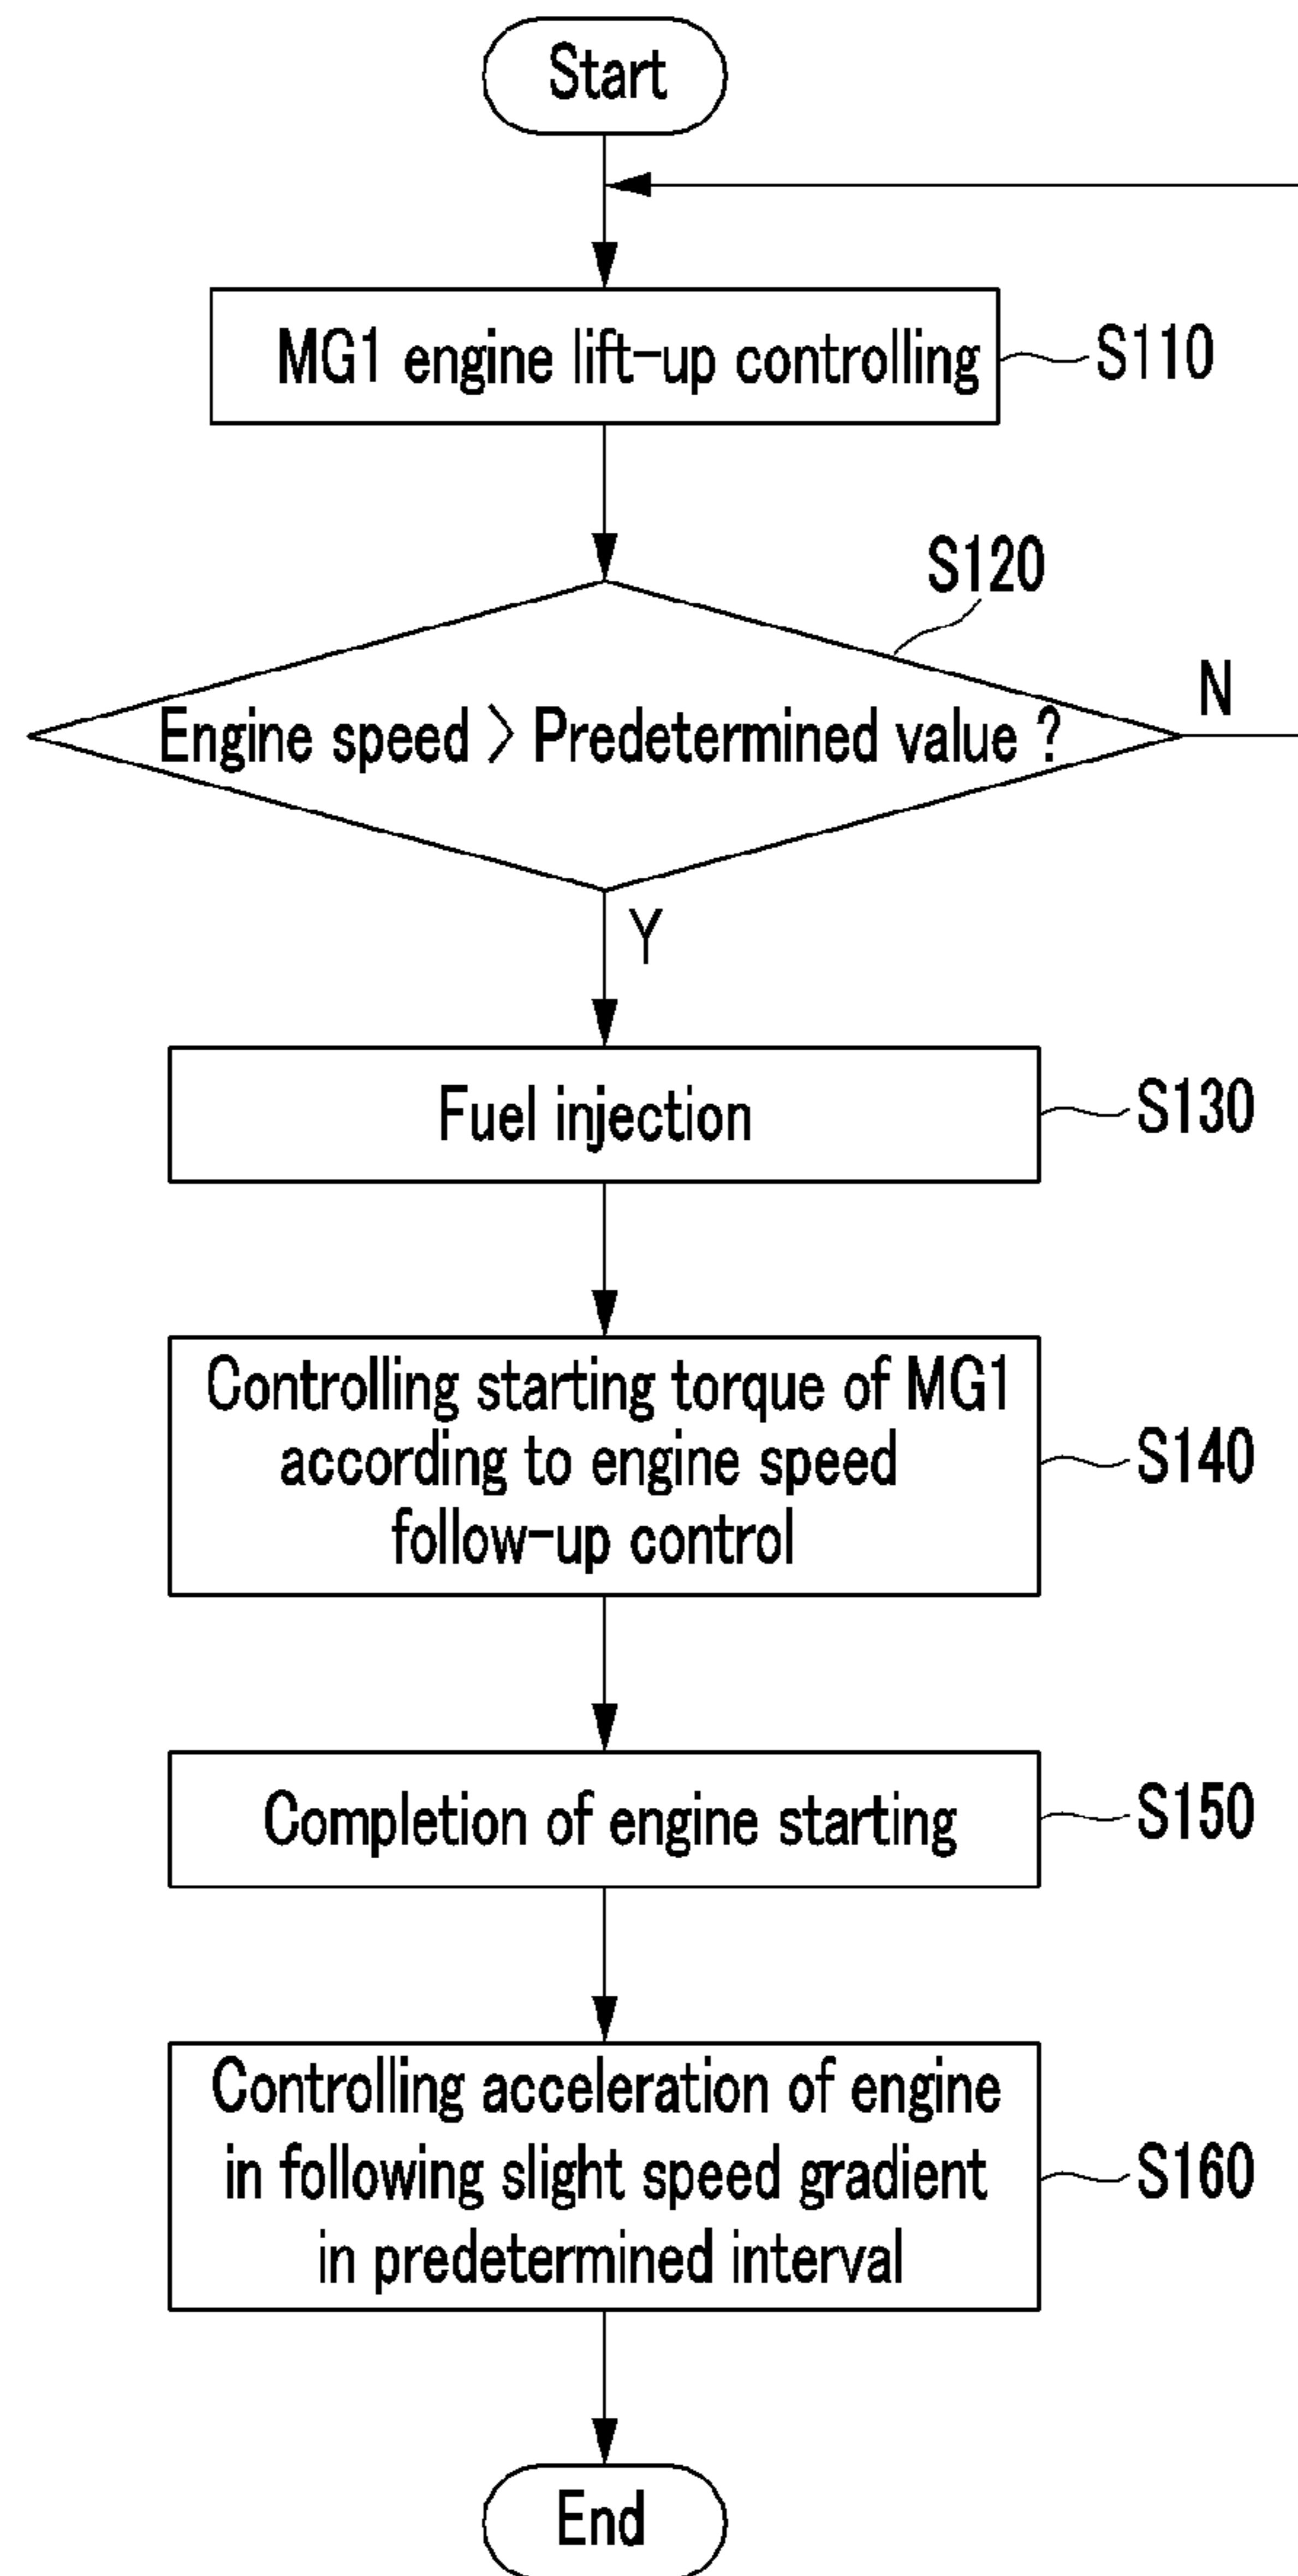 Start
MG1 engine lift-up controlling
S110
S120
Engine speed > Predetermined value ?
N
Y
Fuel injection
S130
Controlling starting torque of MG1
according to engine speed
follow-up control
S140
Completion of engine starting
S150
Controlling acceleration of engine
in following slight speed gradient
in predetermined interval
S160
End